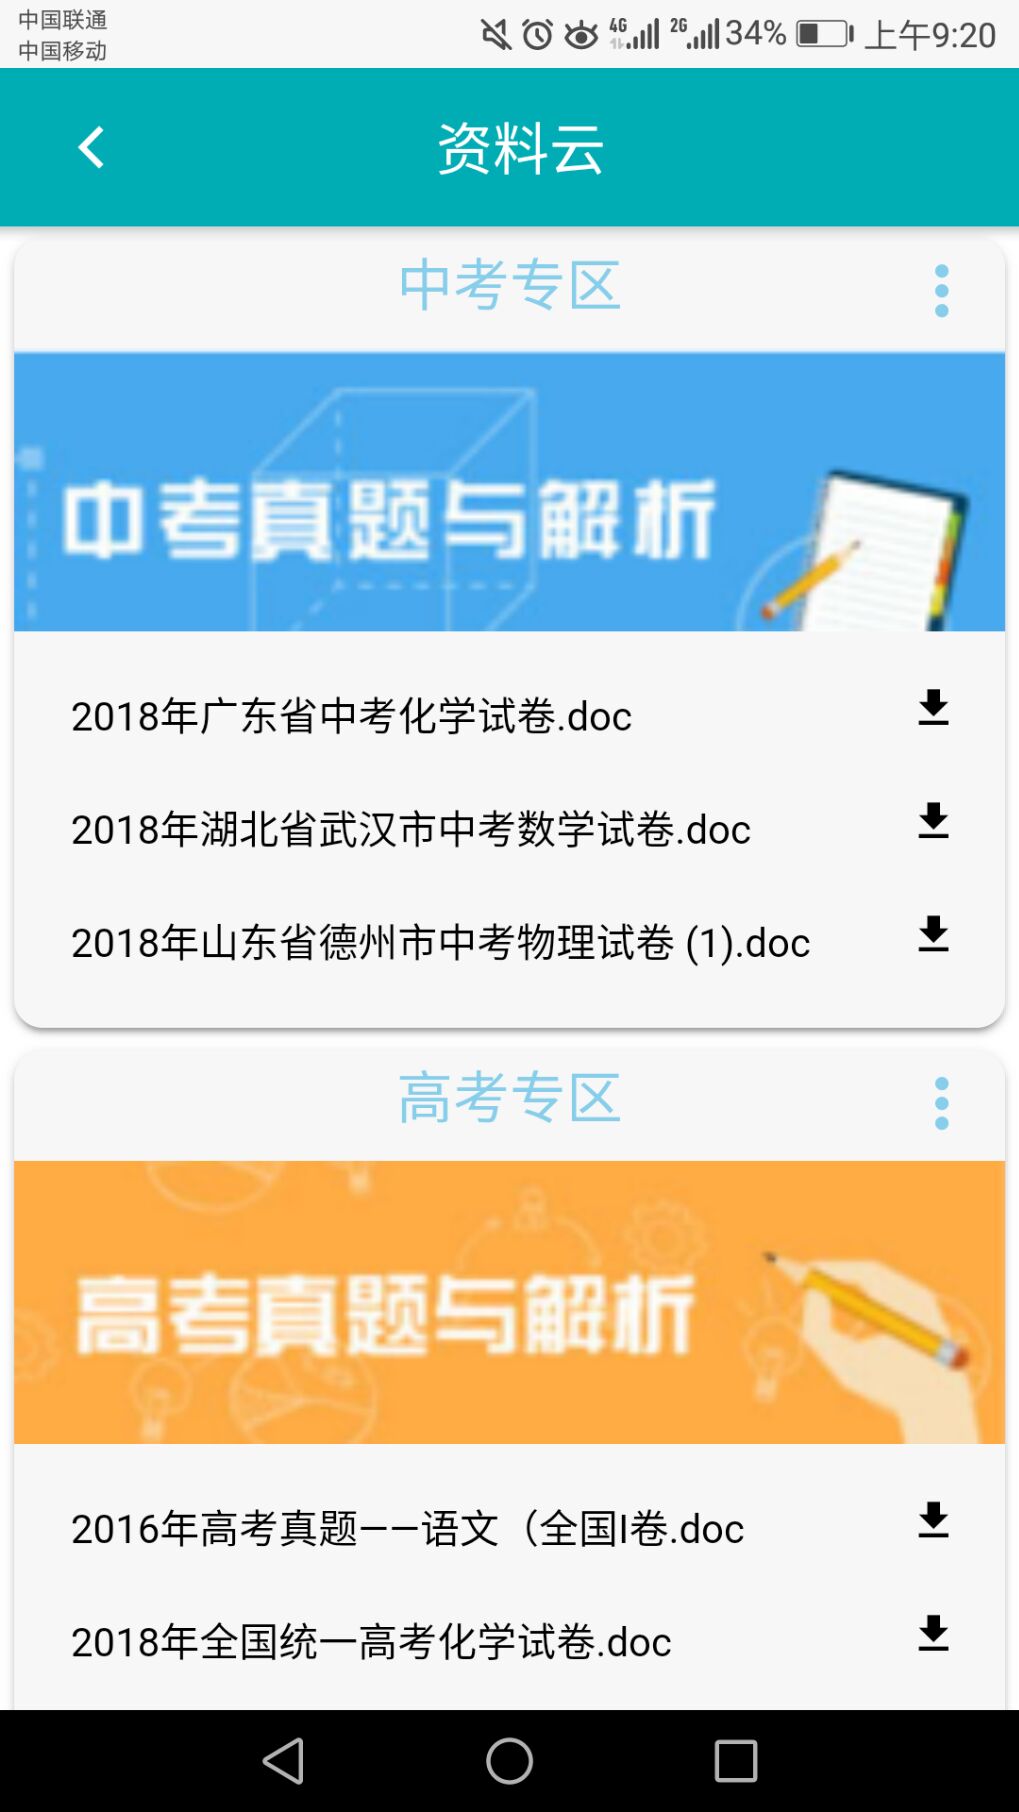 中国联通
中国移动
4G 2G 34% 上午9:20
资料云
中考专区
中考真题与解析
2018年广东省中考化学试卷.doc
2018年湖北省武汉市中考数学试卷.doc
2018年山东省德州市中考物理试卷 (1).doc
高考专区
高考真题与解析
2016年高考真题——语文（全国I卷.doc
2018年全国统一高考化学试卷.doc